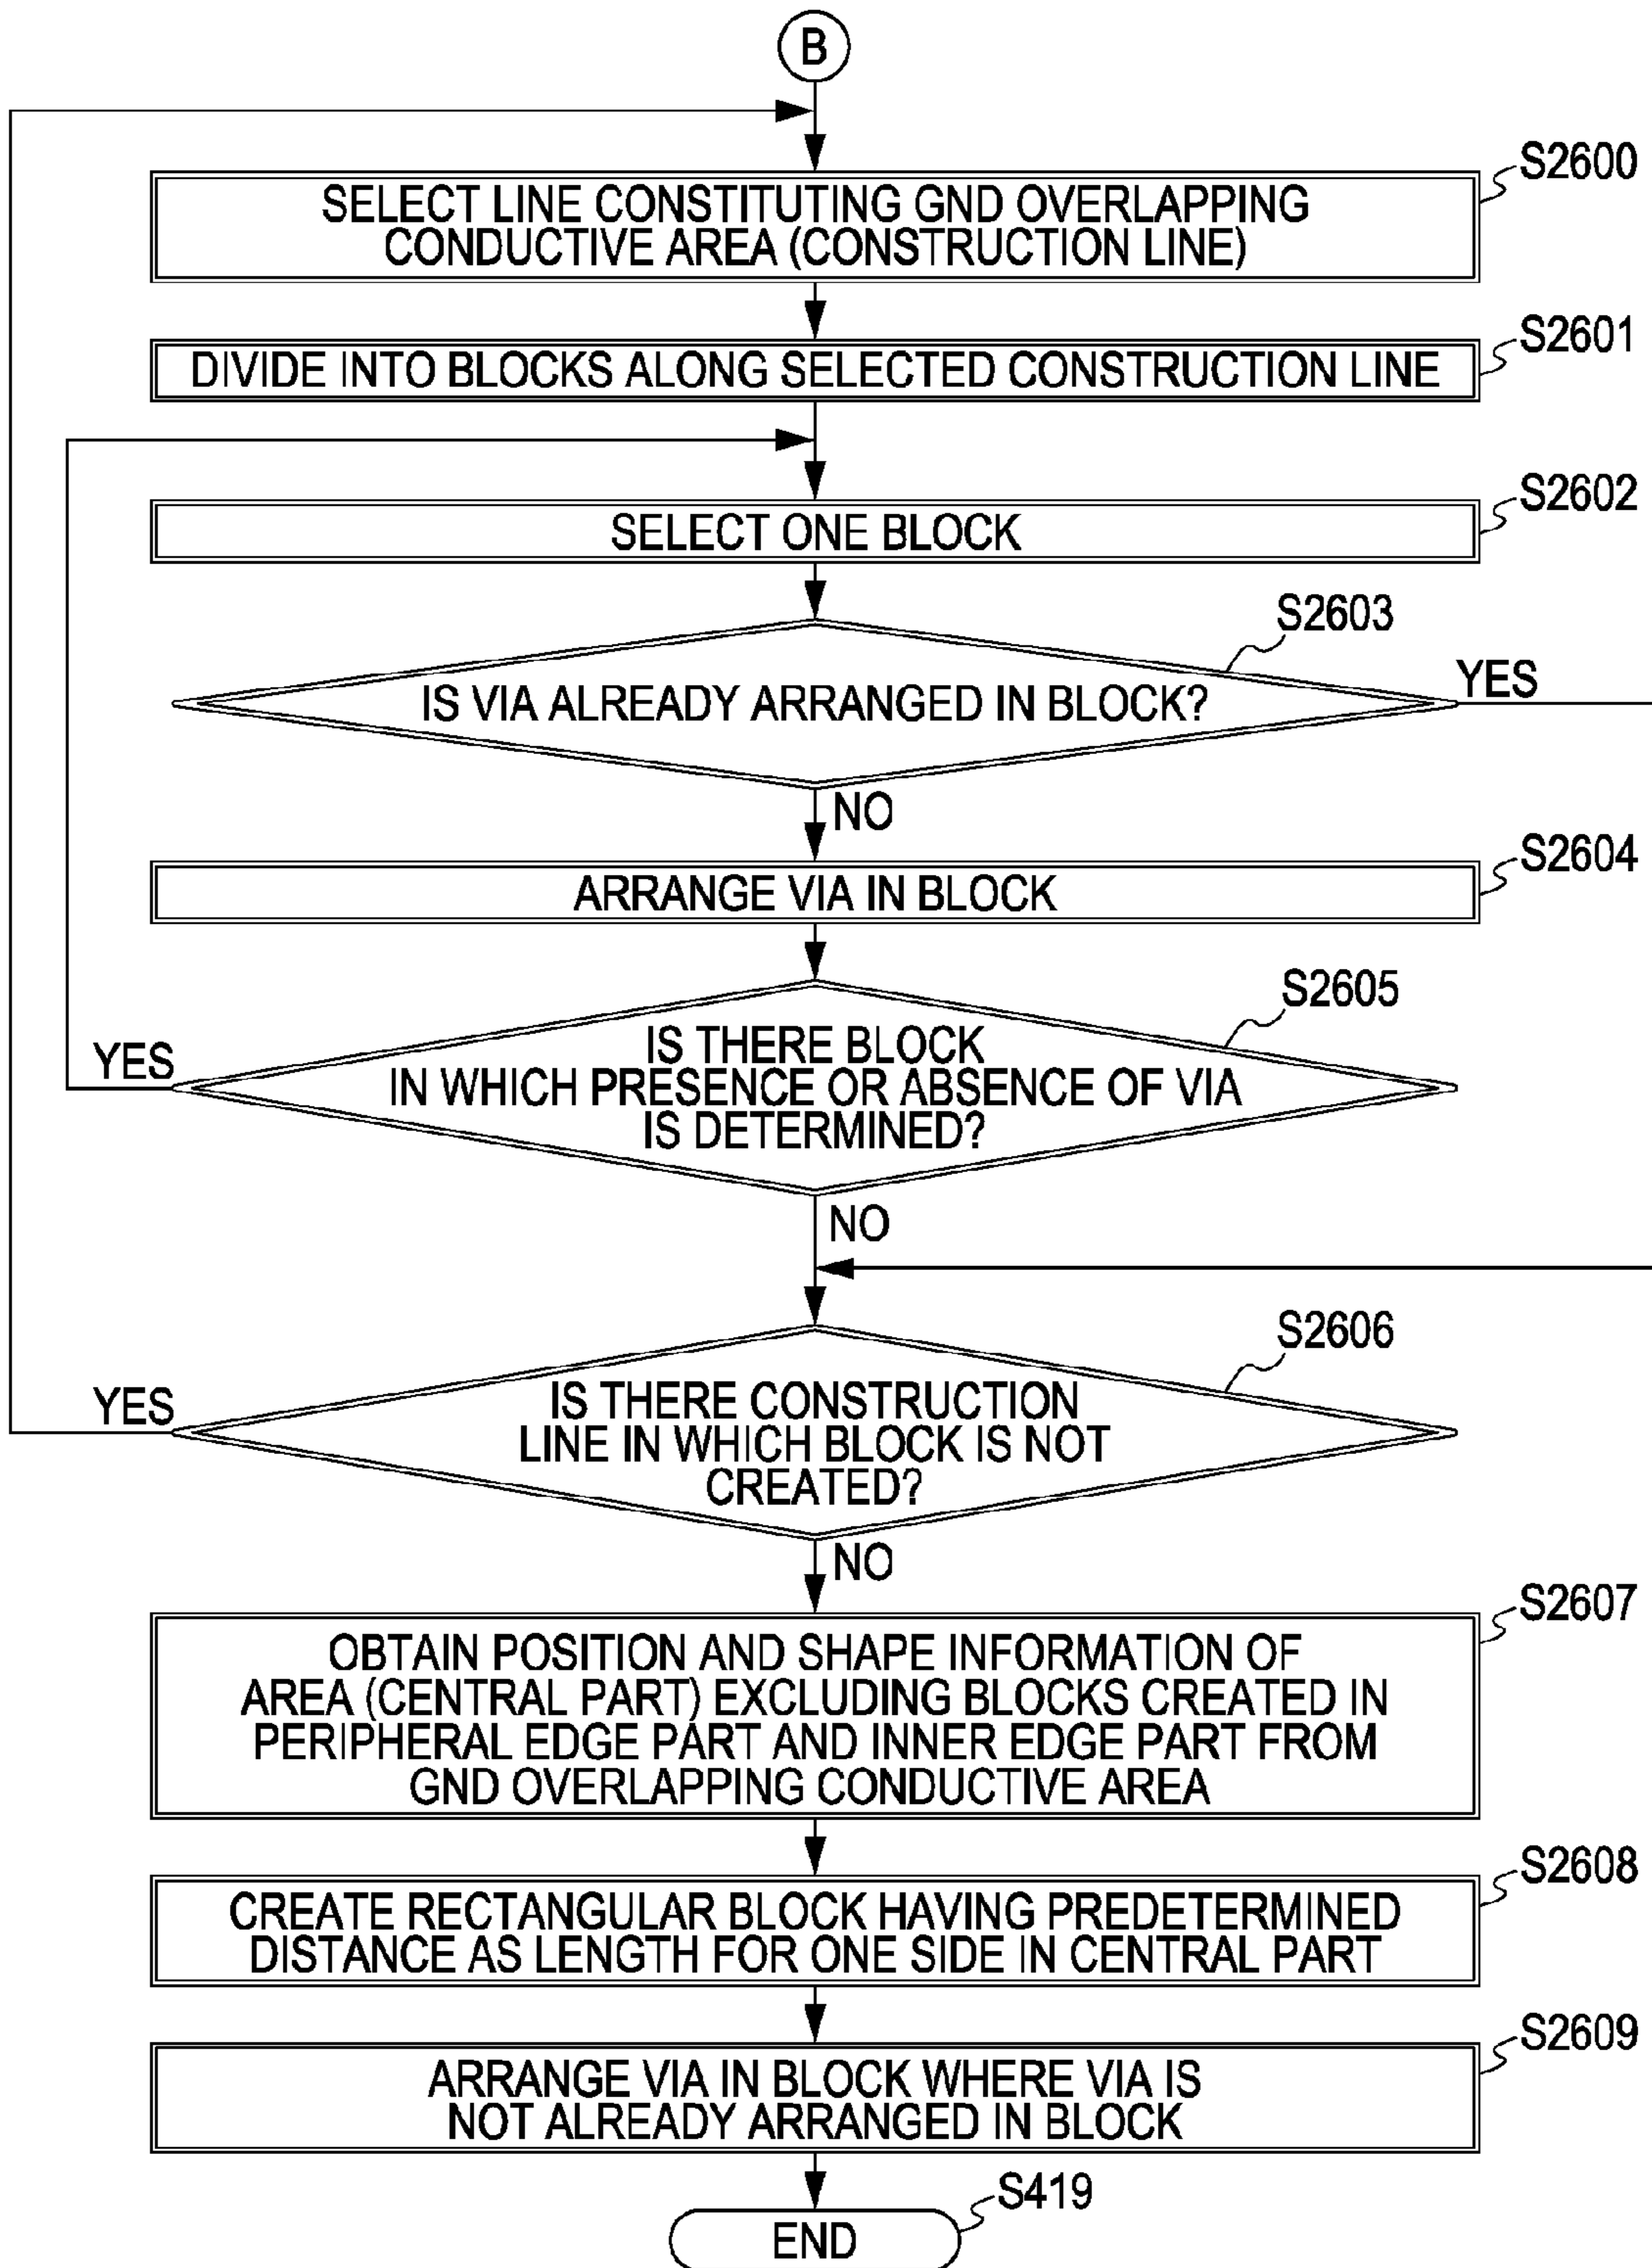 B
S2600
SELECT LINE CONSTITUTING GND OVERLAPPING
CONDUCTIVE AREA (CONSTRUCTION LINE)
S2601
DIVIDE INTO BLOCKS ALONG SELECTED CONSTRUCTION LINE
S2602
SELECT ONE BLOCK
S2603
IS VIA ALREADY ARRANGED IN BLOCK?
YES
NO
S2604
ARRANGE VIA IN BLOCK
S2605
IS THERE BLOCK
IN WHICH PRESENCE OR ABSENCE OF VIA
IS DETERMINED?
YES
NO
S2606
IS THERE CONSTRUCTION
LINE IN WHICH BLOCK IS NOT
CREATED?
YES
NO
S2607
OBTAIN POSITION AND SHAPE INFORMATION OF
AREA (CENTRAL PART) EXCLUDING BLOCKS CREATED IN
PERIPHERAL EDGE PART AND INNER EDGE PART FROM
GND OVERLAPPING CONDUCTIVE AREA
S2608
CREATE RECTANGULAR BLOCK HAVING PREDETERMINED
DISTANCE AS LENGTH FOR ONE SIDE IN CENTRAL PART
S2609
ARRANGE VIA IN BLOCK WHERE VIA IS
NOT ALREADY ARRANGED IN BLOCK
S419
END